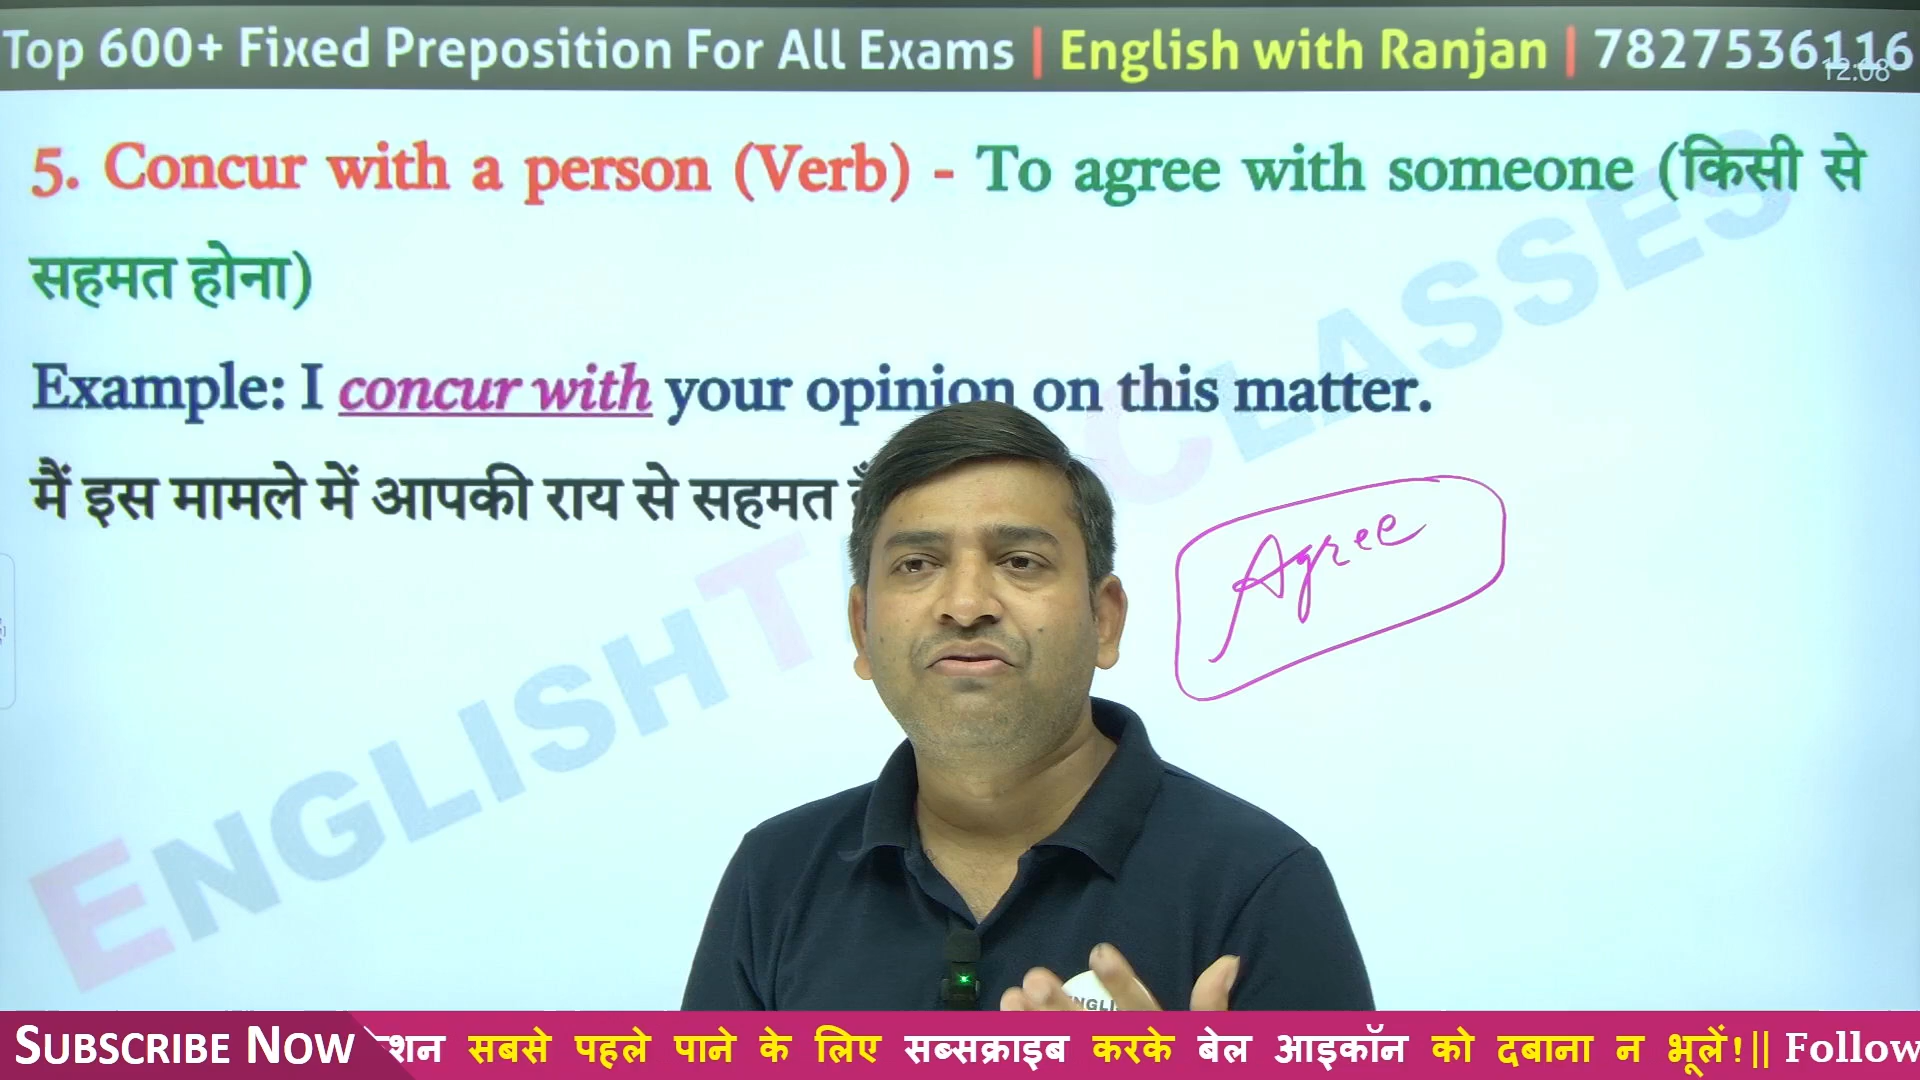 Top 600+ Fixed Preposition For All Exams | English with Ranjan | 7827536116
12:08
5. Concur with a person (Verb) - To agree with someone (किसी से
सहमत होना)
Example: I concur with your opinion on this matter.
मैं इस मामले में आपकी राय से सहमत
Agree
CLASSES
ENGLISH
ENGLI
SUBSCRIBE NOW शन सबसे पहले पाने के लिए सब्सक्राइब करके बेल आइकॉन को दबाना न भूलें!|| Follow